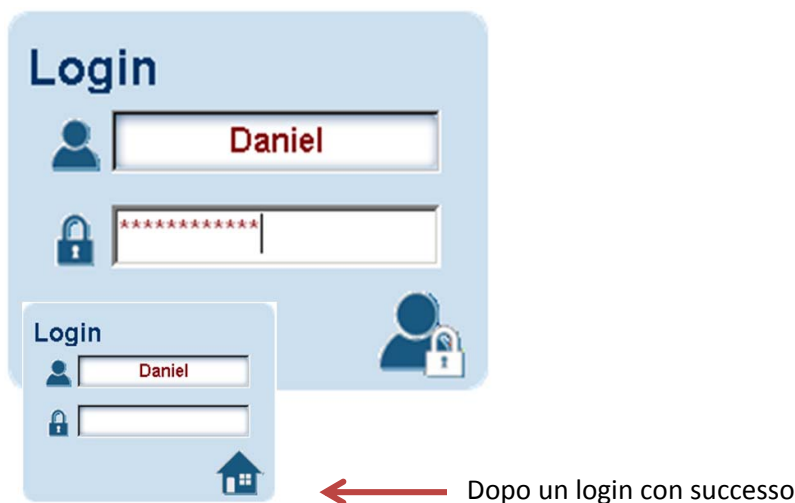 Login
Daniel
************
Login
Daniel
Dopo un login con successo